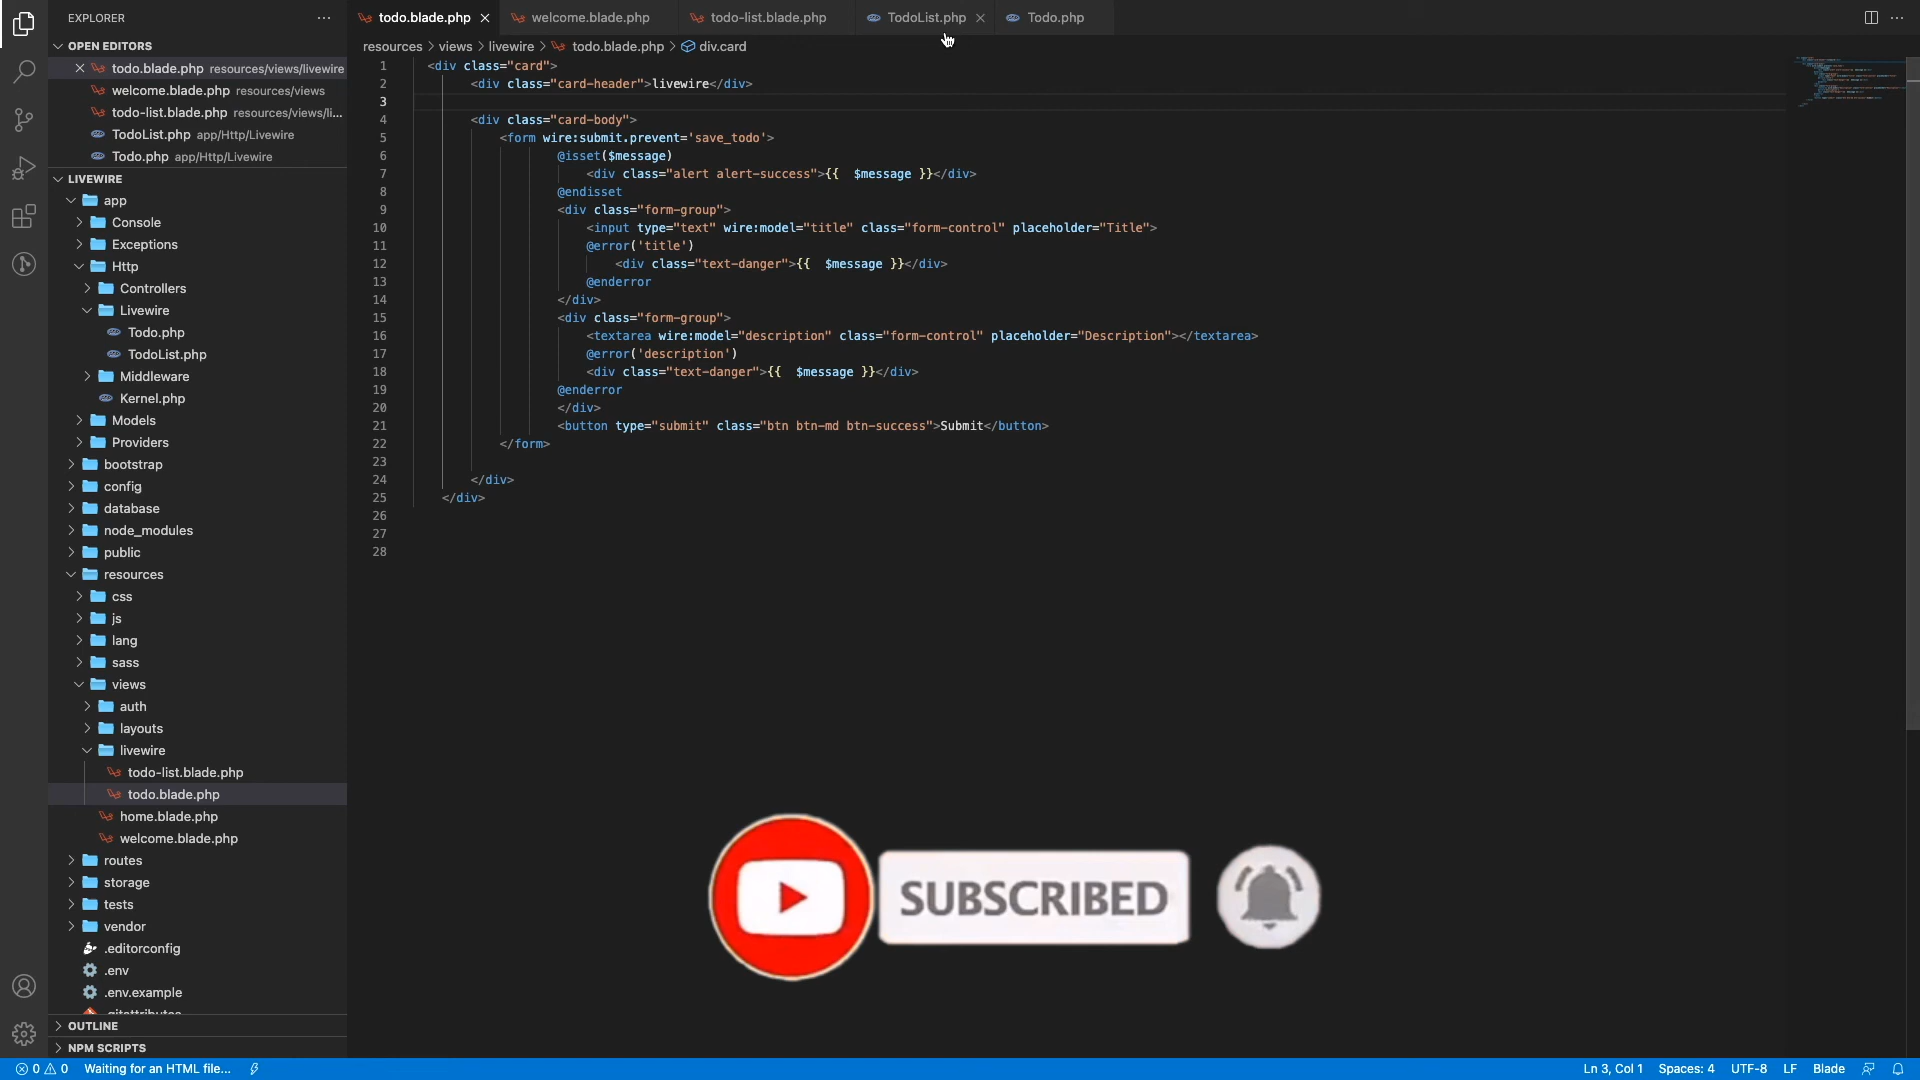 EXPLORER
OPEN EDITORS
todo.blade.php resources/views/livewire
welcome.blade.php resources/views
todo-list.blade.php resources/views/li...
TodoList.php app/Http/Livewire
Todo.php app/Http/Livewire
LIVEWIRE
app
Console
Exceptions
Http
Controllers
Livewire
Todo.php
TodoList.php
Middleware
Kernel.php
Models
Providers
bootstrap
config
database
node_modules
public
resources
css
js
lang
sass
views
auth
layouts
livewire
todo-list.blade.php
todo.blade.php
home.blade.php
welcome.blade.php
routes
storage
tests
vendor
.editorconfig
.env
.env.example
.gitattributes
OUTLINE
NPM SCRIPTS
todo.blade.php welcome.blade.php todo-list.blade.php TodoList.php Todo.php
resources > views > livewire > todo.blade.php > div.card
1 <div class="card">
2 <div class="card-header">livewire</div>
3
4 <div class="card-body">
5 <form wire:submit.prevent='save_todo'>
6 @isset($message)
7 <div class="alert alert-success">{{ $message }}</div>
8 @endisset
9 <div class="form-group">
10 <input type="text" wire:model="title" class="form-control" placeholder="Title">
11 @error('title')
12 <div class="text-danger">{{ $message }}</div>
13 @enderror
14 </div>
15 <div class="form-group">
16 <textarea wire:model="description" class="form-control" placeholder="Description"></textarea>
17 @error('description')
18 <div class="text-danger">{{ $message }}</div>
19 @enderror
20 </div>
21 <button type="submit" class="btn btn-md btn-success">Submit</button>
22 </form>
23
24 </div>
25 </div>
26
27
28
SUBSCRIBED
0 0 Waiting for an HTML file... Ln 3, Col 1 Spaces: 4 UTF-8 LF Blade